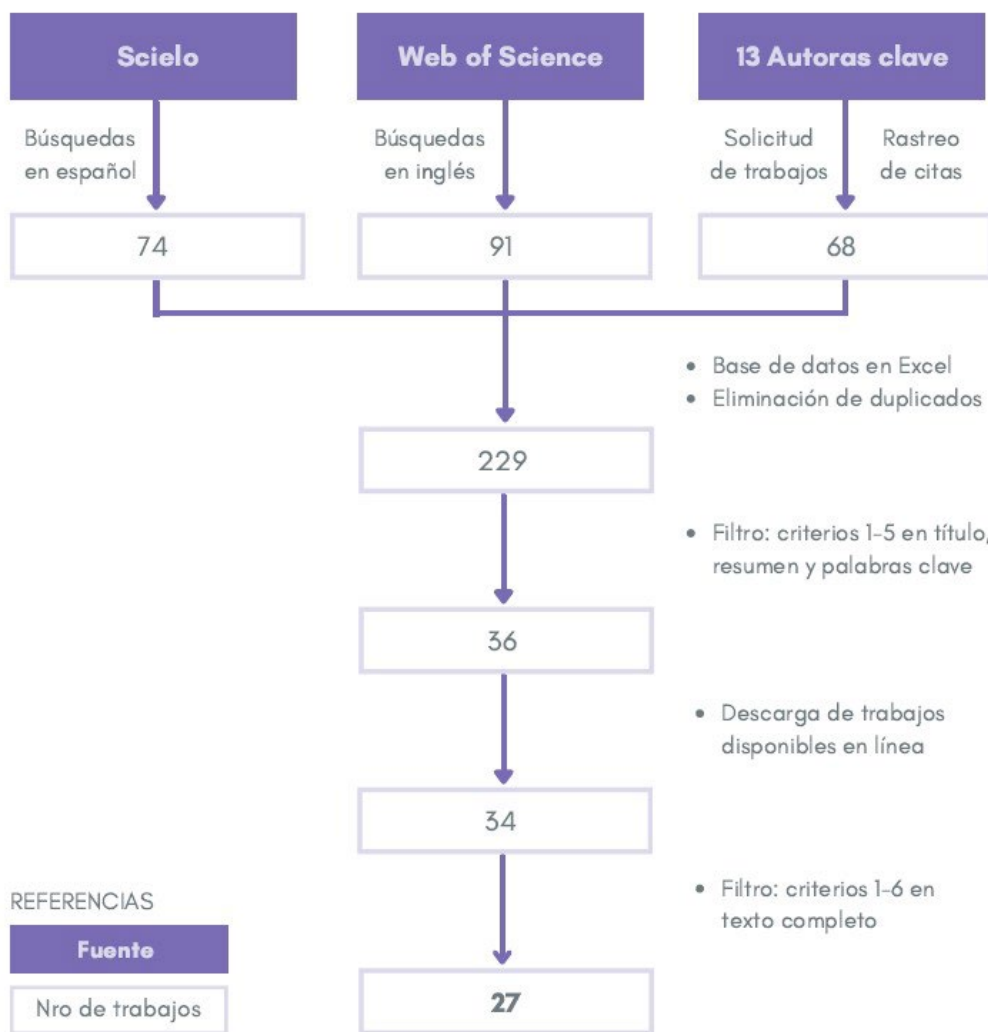 Scielo
Web of Science
13 Autoras clave
Búsquedas
en español
Búsquedas
en inglés
Solicitud
de trabajos
Rastreo
de citas
74
91
68
• Base de datos en Excel
• Eliminación de duplicados
229
• Filtro: criterios 1-5 en título,
resumen y palabras clave
36
• Descarga de trabajos
disponibles en línea
34
• Filtro: criterios 1-6 en
texto completo
27
REFERENCIAS
Fuente
Nro de trabajos